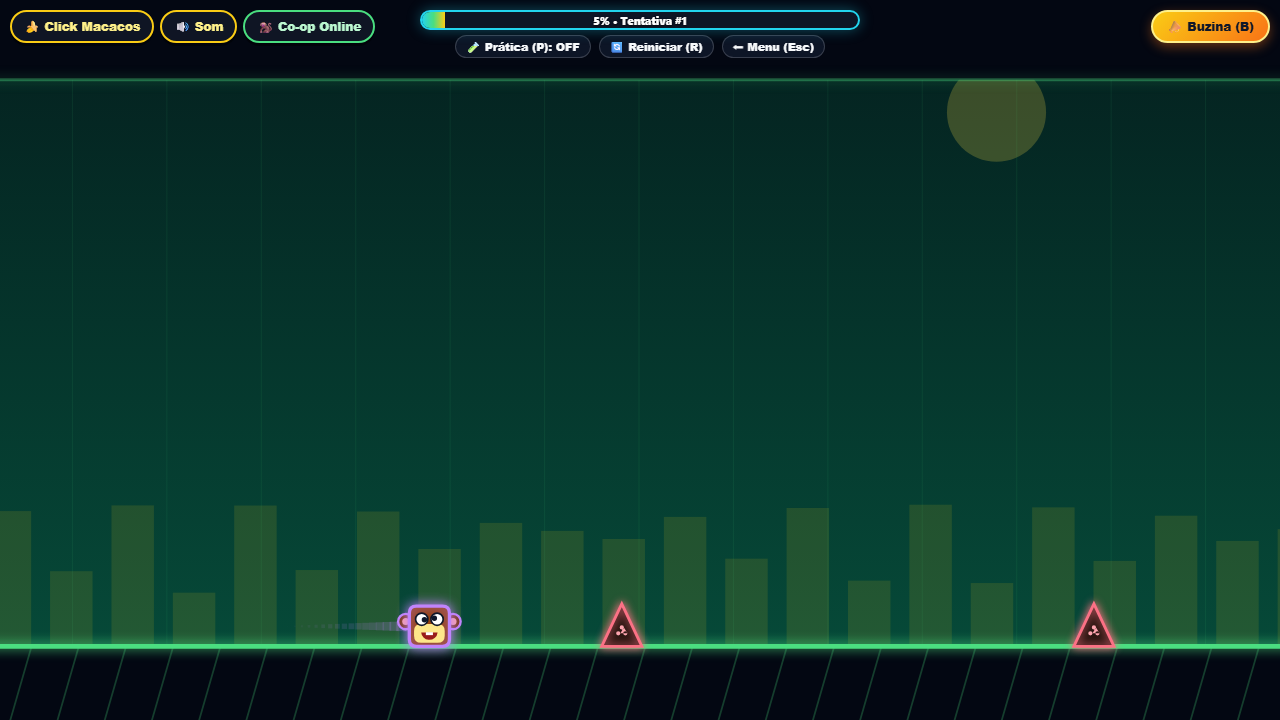 Click Macacos
Som
Co-op Online
5% • Tentativa #1
Prática (P): OFF
Reiniciar (R)
Menu (Esc)
Buzina (B)